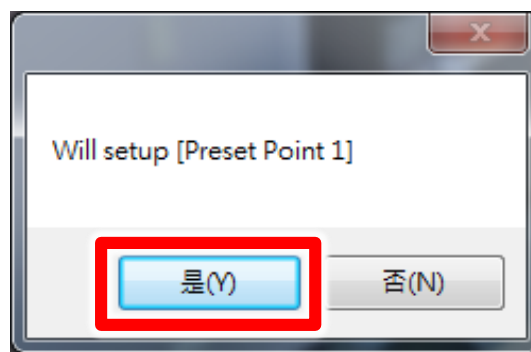 Will setup [Preset Point 1]
是(Y)
否(N)